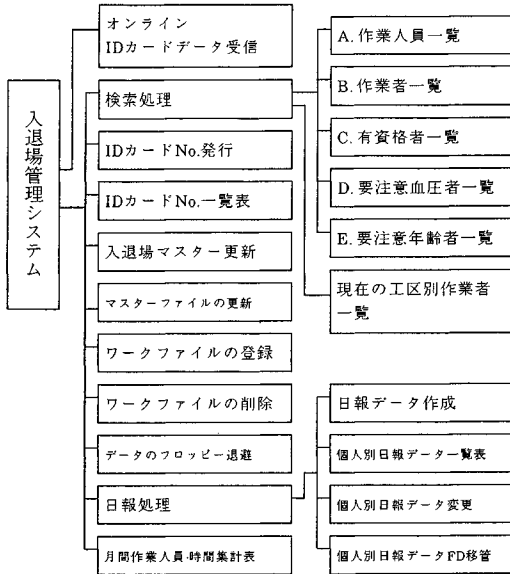 入退場管理システム
オンライン
IDカードデータ受信
検索処理
IDカードNo.発行
IDカードNo.一覧表
入退場マスター更新
マスターファイルの更新
ワークファイルの登録
ワークファイルの削除
データのフロッピー退避
日報処理
月間作業人員・時間集計表
A.作業人員一覧
B.作業者一覧
C.有資格者一覧
D.要注意血圧者一覧
E.要注意年齢者一覧
現在の工区別作業者
一覧
日報データ作成
個人別日報データ一覧表
個人別日報データ変更
個人別日報データFD移管